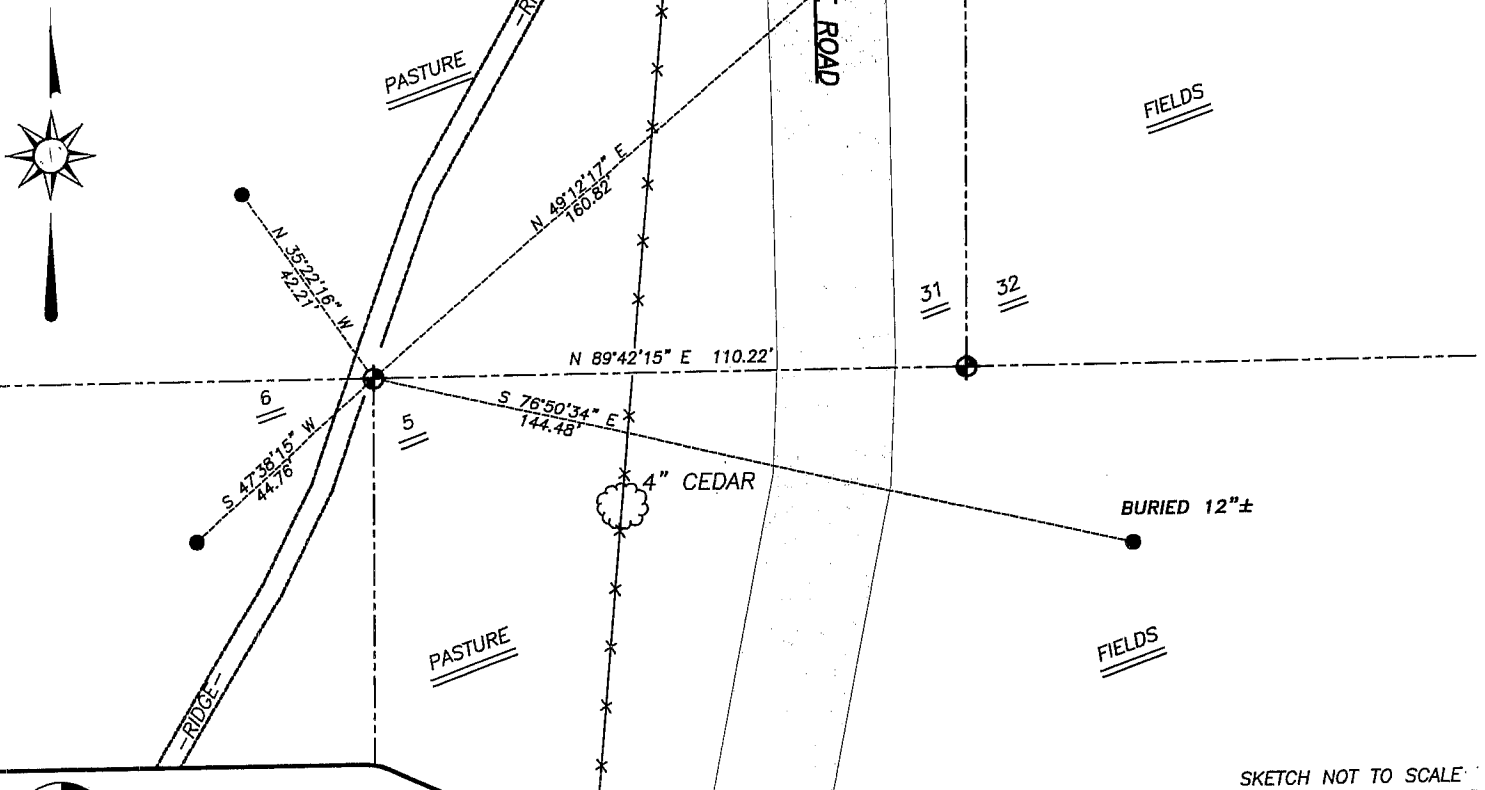 ROAD
PASTURE
FIELDS
N 49°12'17" E
160.82'
N 35°22'16" W
42.21'
31
32
N 89°42'15" E 110.22'
6
5
S 76°50'34" E
144.48'
S 47°38'15" W
44.76'
4" CEDAR
BURIED 12"±
PASTURE
FIELDS
-RIDGE-
SKETCH NOT TO SCALE